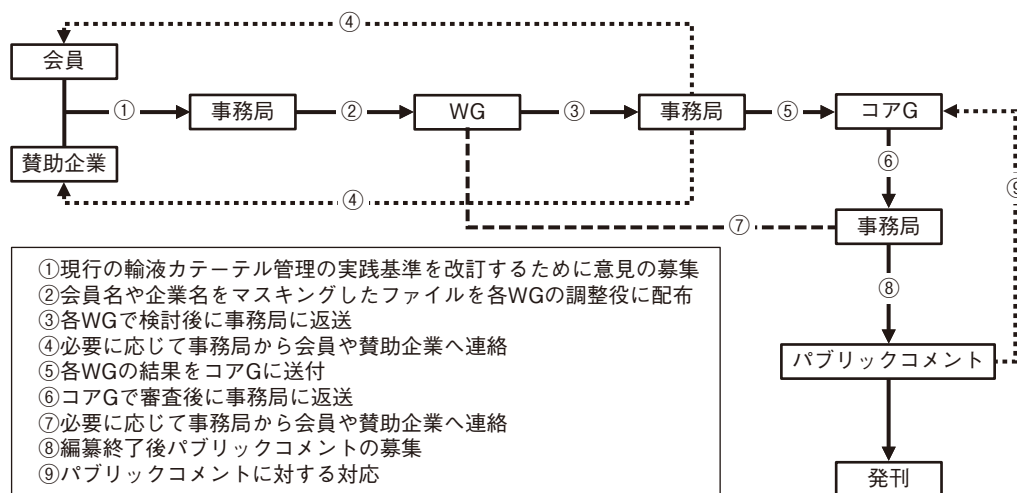 ④
会員
①
事務局
②
WG
③
事務局
⑤
コアG
賛助企業
④
⑥
⑨
⑦
事務局
⑧
パブリックコメント
発刊
①現行の輸液カテーテル管理の実践基準を改訂するために意見の募集
②会員名や企業名をマスキングしたファイルを各WGの調整役に配布
③各WGで検討後に事務局に返送
④必要に応じて事務局から会員や賛助企業へ連絡
⑤各WGの結果をコアGに送付
⑥コアGで審査後に事務局に返送
⑦必要に応じて事務局から会員や賛助企業へ連絡
⑧編纂終了後パブリックコメントの募集
⑨パブリックコメントに対する対応